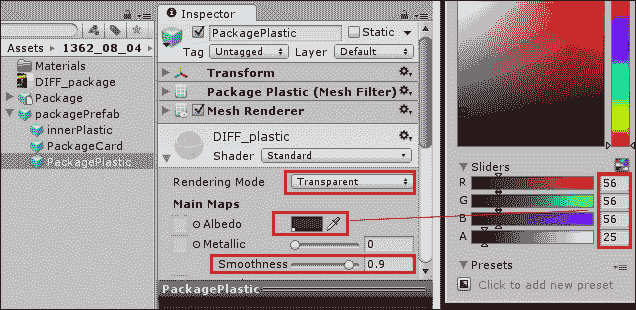 Assets ▸ 1362_08_04
Materials
DIFF_package
Package
packagePrefab
innerPlastic
PackageCard
PackagePlastic
Inspector
PackagePlastic
Static
Tag Untagged Layer Default
Transform
Package Plastic (Mesh Filter)
Mesh Renderer
DIFF_plastic
Shader Standard
Rendering Mode Transparent
Main Maps
Albedo
Metallic 0
Smoothness 0.9
PackagePlastic
Sliders
R 56
G 56
B 56
A 25
Presets
Click to add new preset